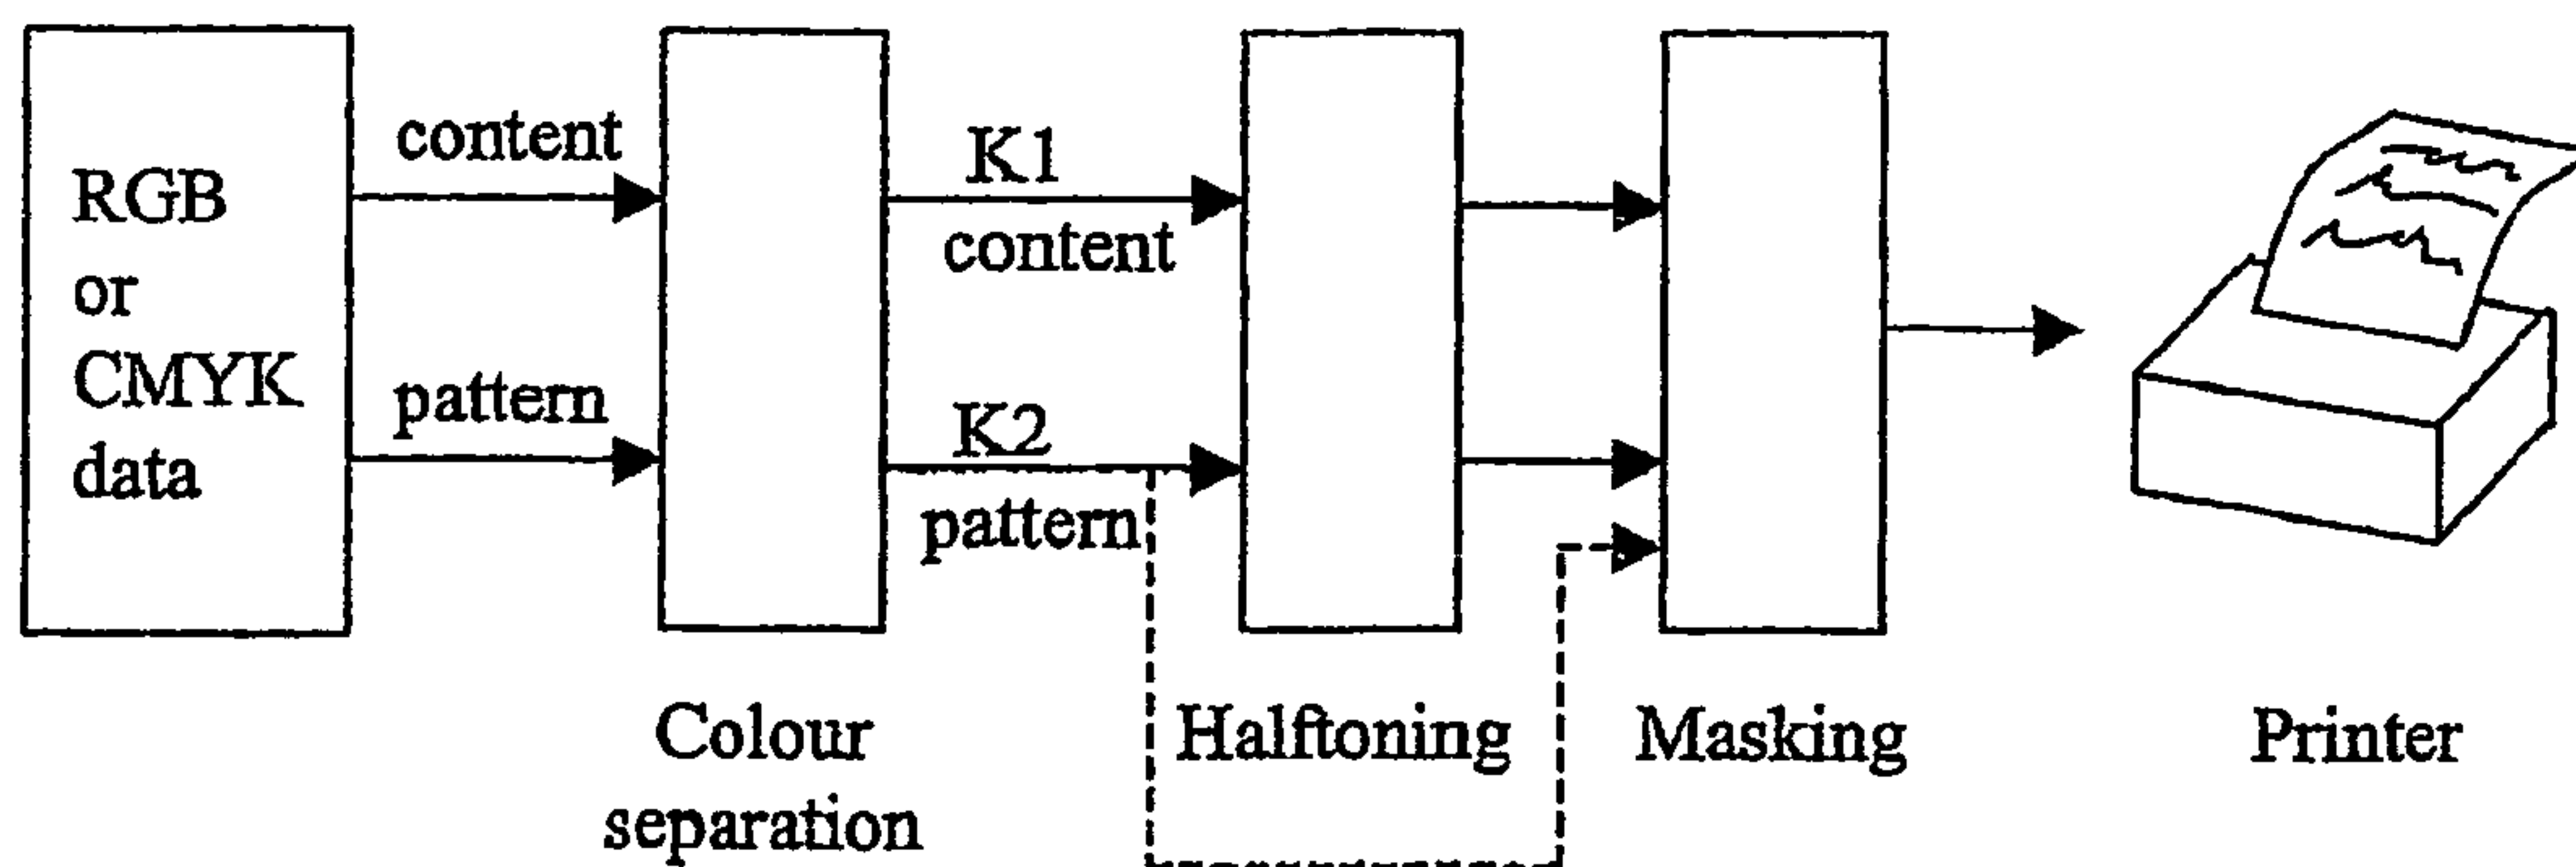 RGB
or
CMYK
data
content
pattern
K1
content
K2
pattern
Colour
separation
Halftoning
Masking
Printer